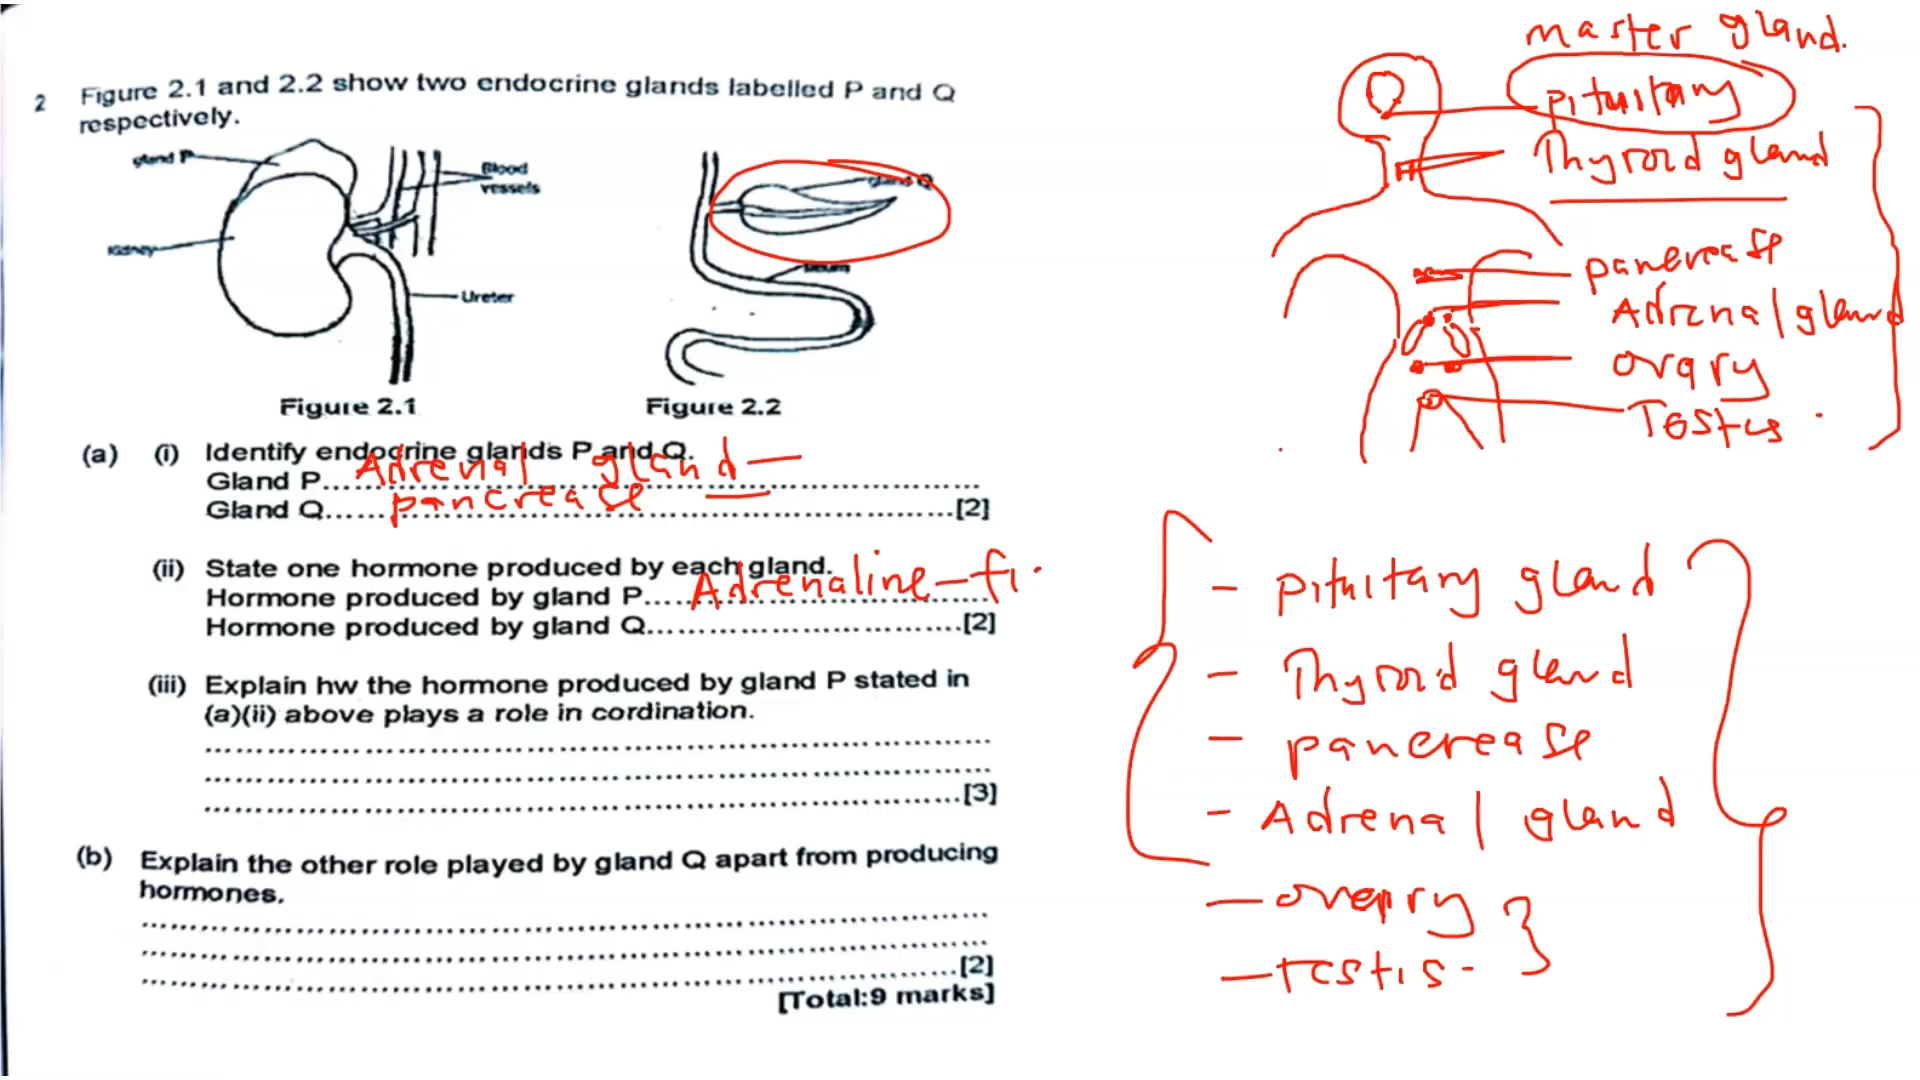 master gland.
pituitary
Thyroid gland
pancrease
Adrenal gland
ovary
Testis
2 Figure 2.1 and 2.2 show two endocrine glands labelled P and Q
respectively.
gland P
Blood
vessels
Kidney
Ureter
gland Q
Figure 2.1
Figure 2.2
(a) (i) Identify endocrine glands P and Q.
Gland P... Adrenal gland
Gland Q... pancrease [2]
(ii) State one hormone produced by each gland.
Hormone produced by gland P... Adrenaline - fi
Hormone produced by gland Q... [2]
(iii) Explain hw the hormone produced by gland P stated in
(a)(ii) above plays a role in cordination.
[3]
(b) Explain the other role played by gland Q apart from producing
hormones.
[2]
[Total:9 marks]
- pituitary gland
- Thyroid gland
- pancrease
- Adrenal gland
- ovary
- testis